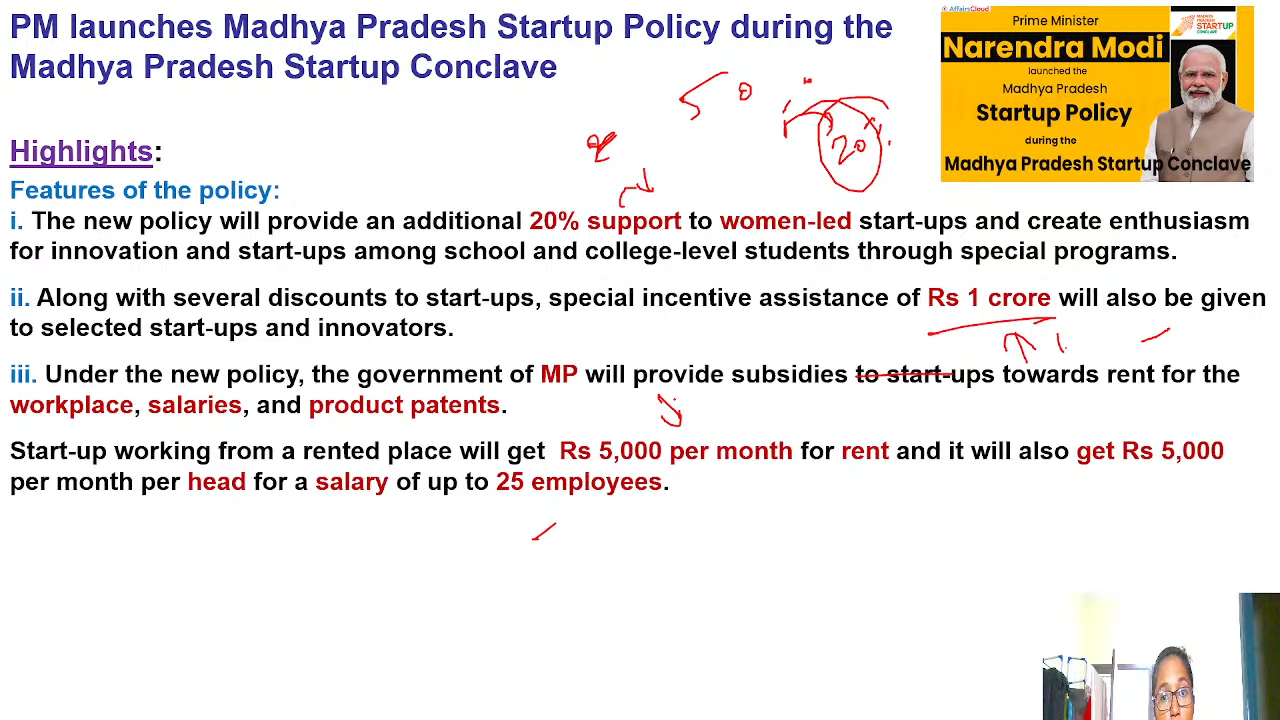 PM launches Madhya Pradesh Startup Policy during the
Madhya Pradesh Startup Conclave
AffairsCloud
MADHYA PRADESH STARTUP CONCLAVE
Prime Minister
Narendra Modi
launched the
Madhya Pradesh
Startup Policy
during the
Madhya Pradesh Startup Conclave
50
20
Highlights:
Features of the policy:
i. The new policy will provide an additional 20% support to women-led start-ups and create enthusiasm
for innovation and start-ups among school and college-level students through special programs.
ii. Along with several discounts to start-ups, special incentive assistance of Rs 1 crore will also be given
to selected start-ups and innovators.
iii. Under the new policy, the government of MP will provide subsidies to start-ups towards rent for the
workplace, salaries, and product patents.
Start-up working from a rented place will get Rs 5,000 per month for rent and it will also get Rs 5,000
per month per head for a salary of up to 25 employees.